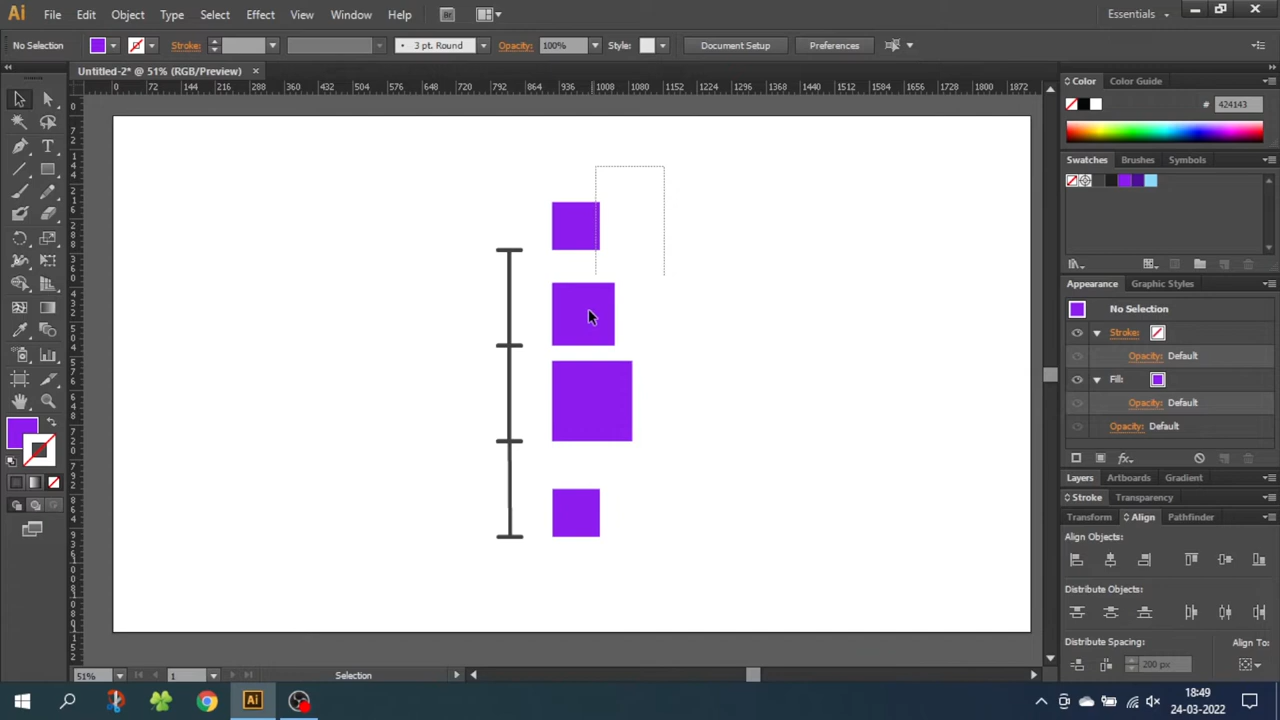 Ai File Edit Object Type Select Effect View Window Help Br Essentials
No Selection Stroke: 3 pt. Round Opacity: 100% Style: Document Setup Preferences
Untitled-2* @ 51% (RGB/Preview)
0 72 144 216 288 360 432 504 576 648 720 792 864 936 1008 1080 1152 1224 1296 1368 1440 1512 1584 1656 1728 1800 1872
Color Color Guide
# 424143
Swatches Brushes Symbols
Appearance Graphic Styles
No Selection
Stroke:
Opacity: Default
Fill:
Opacity: Default
Opacity: Default
fx
Layers Artboards Gradient
Stroke Transparency
Transform Align Pathfinder
Align Objects:
Distribute Objects:
Distribute Spacing: Align To:
200 px
51% 1 Selection
Ai
18:49
24-03-2022